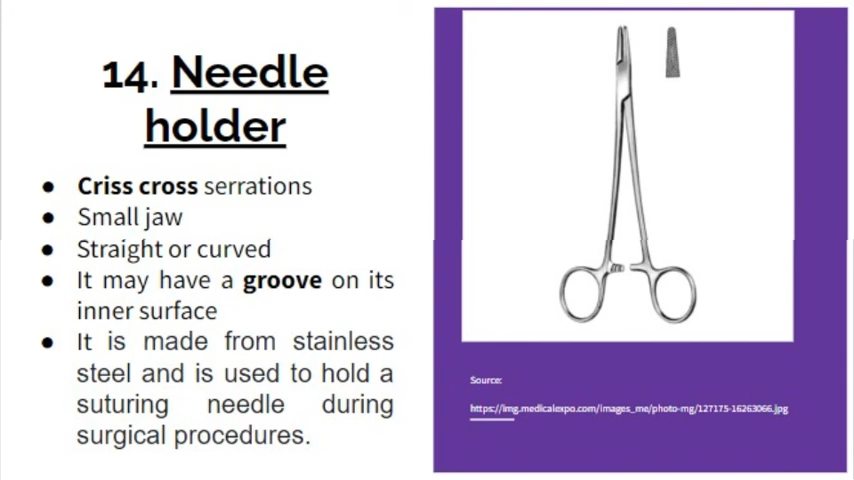 14. Needle
holder
● Criss cross serrations
● Small jaw
● Straight or curved
● It may have a groove on its
inner surface
● It is made from stainless
steel and is used to hold a
suturing needle during
surgical procedures.
Source:
https://img.medicalexpo.com/images_me/photo-mg/127175-16263066.jpg